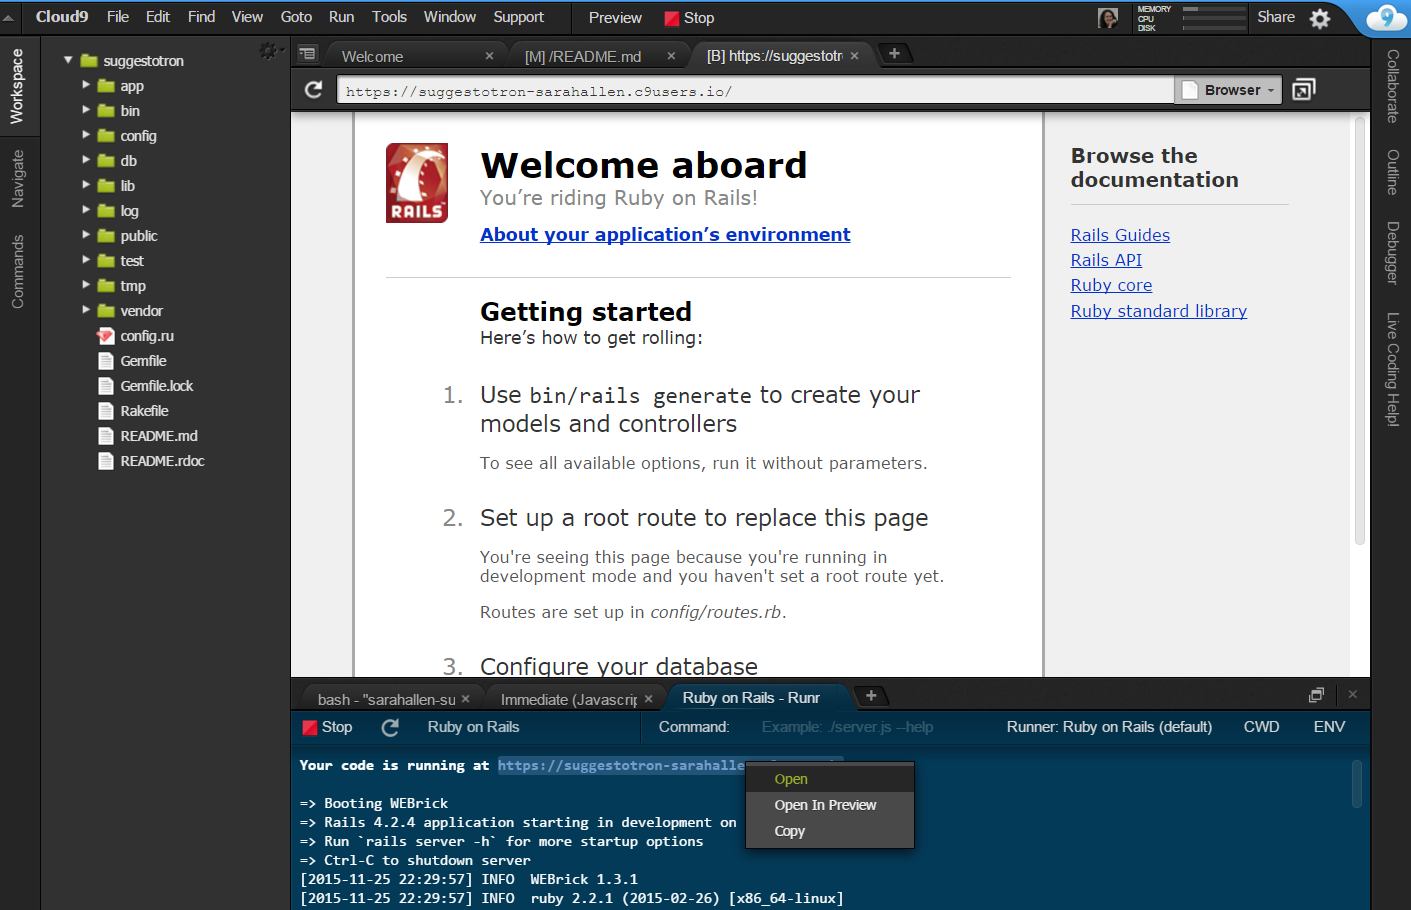 Cloud9 File Edit Find View Goto Run Tools Window Support Preview Stop
MEMORY
CPU
DISK
Share
9
Workspace
Navigate
Commands
suggestotron
app
bin
config
db
lib
log
public
test
tmp
vendor
config.ru
Gemfile
Gemfile.lock
Rakefile
README.md
README.rdoc
Welcome × [M] /README.md × [B] https://suggestotr ×
https://suggestotron-sarahallen.c9users.io/ Browser
RAILS
Welcome aboard
You’re riding Ruby on Rails!
About your application’s environment
Getting started
Here’s how to get rolling:
1. Use bin/rails generate to create your
models and controllers
To see all available options, run it without parameters.
2. Set up a root route to replace this page
You're seeing this page because you're running in
development mode and you haven't set a root route yet.
Routes are set up in config/routes.rb.
3. Configure your database
Browse the
documentation
Rails Guides
Rails API
Ruby core
Ruby standard library
Collaborate
Outline
Debugger
Live Coding Help!
bash - "sarahallen-su × Immediate (Javascrip × Ruby on Rails - Runr
Stop Ruby on Rails Command: Example: ./server.js --help Runner: Ruby on Rails (default) CWD ENV
Your code is running at https://suggestotron-sarahalle
=> Booting WEBrick
=> Rails 4.2.4 application starting in development on
=> Run `rails server -h` for more startup options
=> Ctrl-C to shutdown server
[2015-11-25 22:29:57] INFO  WEBrick 1.3.1
[2015-11-25 22:29:57] INFO  ruby 2.2.1 (2015-02-26) [x86_64-linux]
Open
Open In Preview
Copy